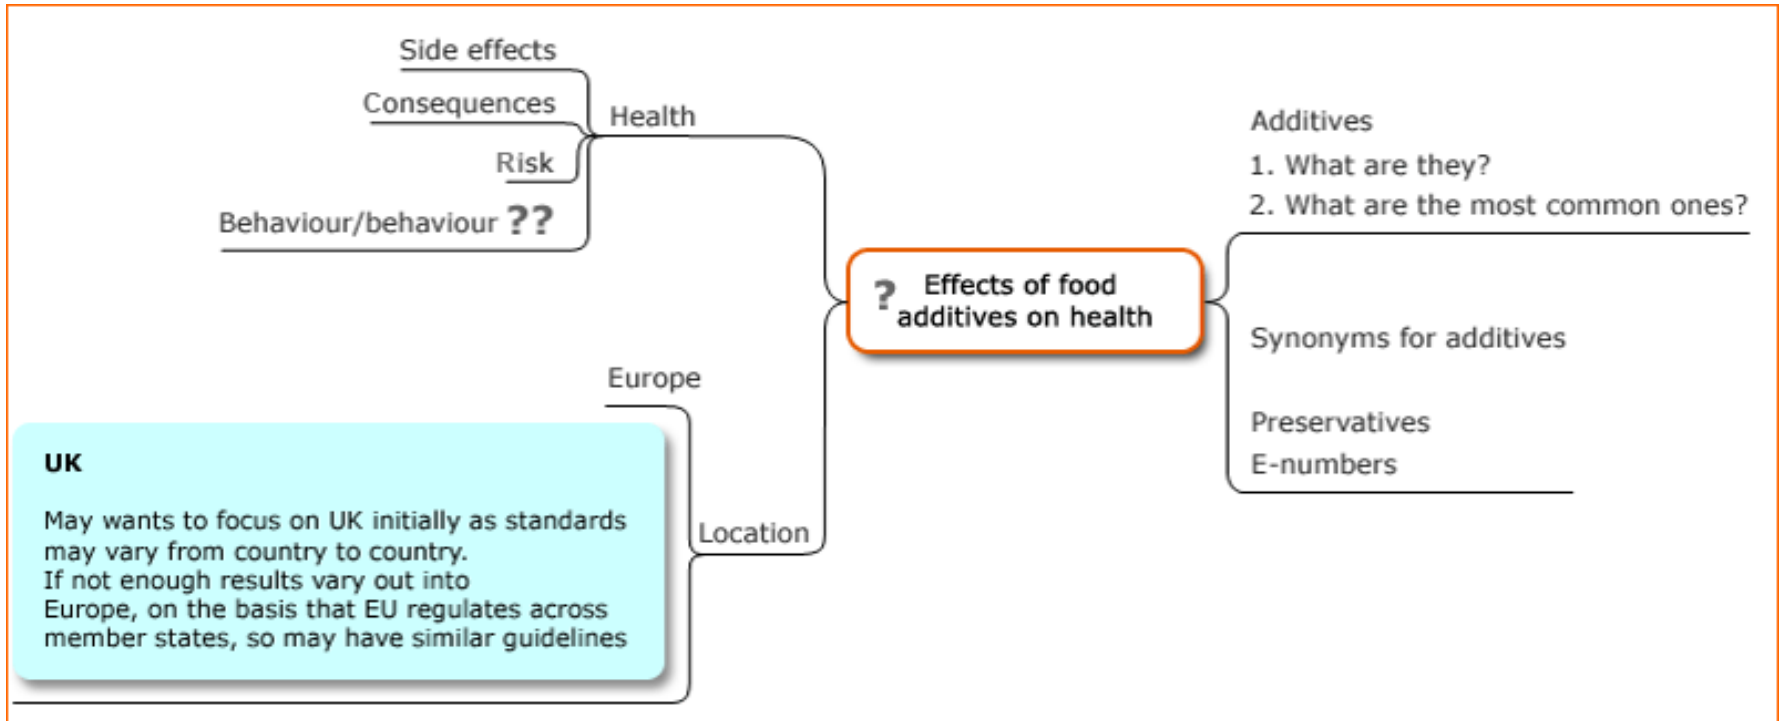 Side effects
Consequences
Risk
Behaviour/behaviour ??
Health
? Effects of food
additives on health
Additives
1. What are they?
2. What are the most common ones?
Synonyms for additives
Preservatives
E-numbers
Europe
UK
May wants to focus on UK initially as standards
may vary from country to country.
If not enough results vary out into
Europe, on the basis that EU regulates across
member states, so may have similar guidelines
Location